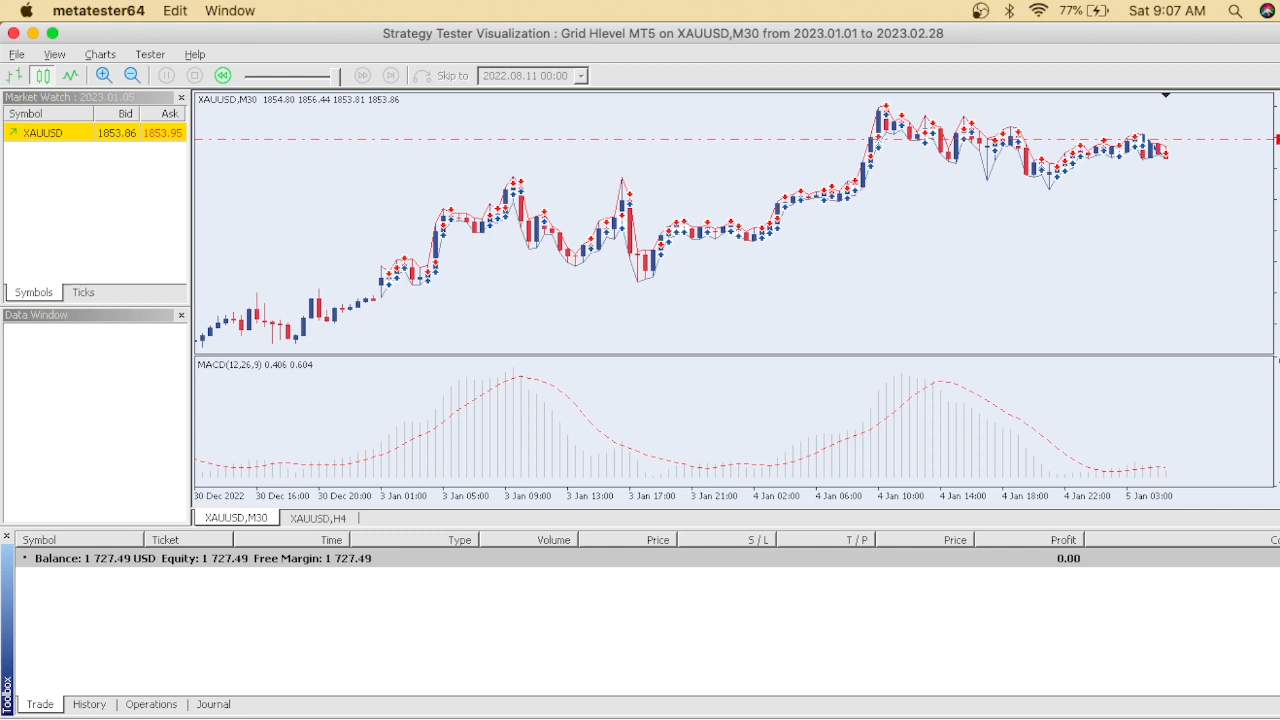 metatester64 Edit Window 77% Sat 9:07 AM
Strategy Tester Visualization : Grid Hlevel MT5 on XAUUSD,M30 from 2023.01.01 to 2023.02.28
File View Charts Tester Help
Skip to 2022.08.11 00:00
Market Watch : 2023.01.05
Symbol Bid Ask
XAUUSD 1853.86 1853.95
Symbols Ticks
Data Window
XAUUSD,M30 1854.80 1856.44 1853.81 1853.86
MACD(12,26,9) 0.406 0.604
30 Dec 2022 30 Dec 16:00 30 Dec 20:00 3 Jan 01:00 3 Jan 05:00 3 Jan 09:00 3 Jan 13:00 3 Jan 17:00 3 Jan 21:00 4 Jan 02:00 4 Jan 06:00 4 Jan 10:00 4 Jan 14:00 4 Jan 18:00 4 Jan 22:00 5 Jan 03:00
XAUUSD,M30 XAUUSD,H4
Symbol Ticket Time Type Volume Price S / L T / P Price Profit
Balance: 1 727.49 USD Equity: 1 727.49 Free Margin: 1 727.49 0.00
Toolbox
Trade History Operations Journal